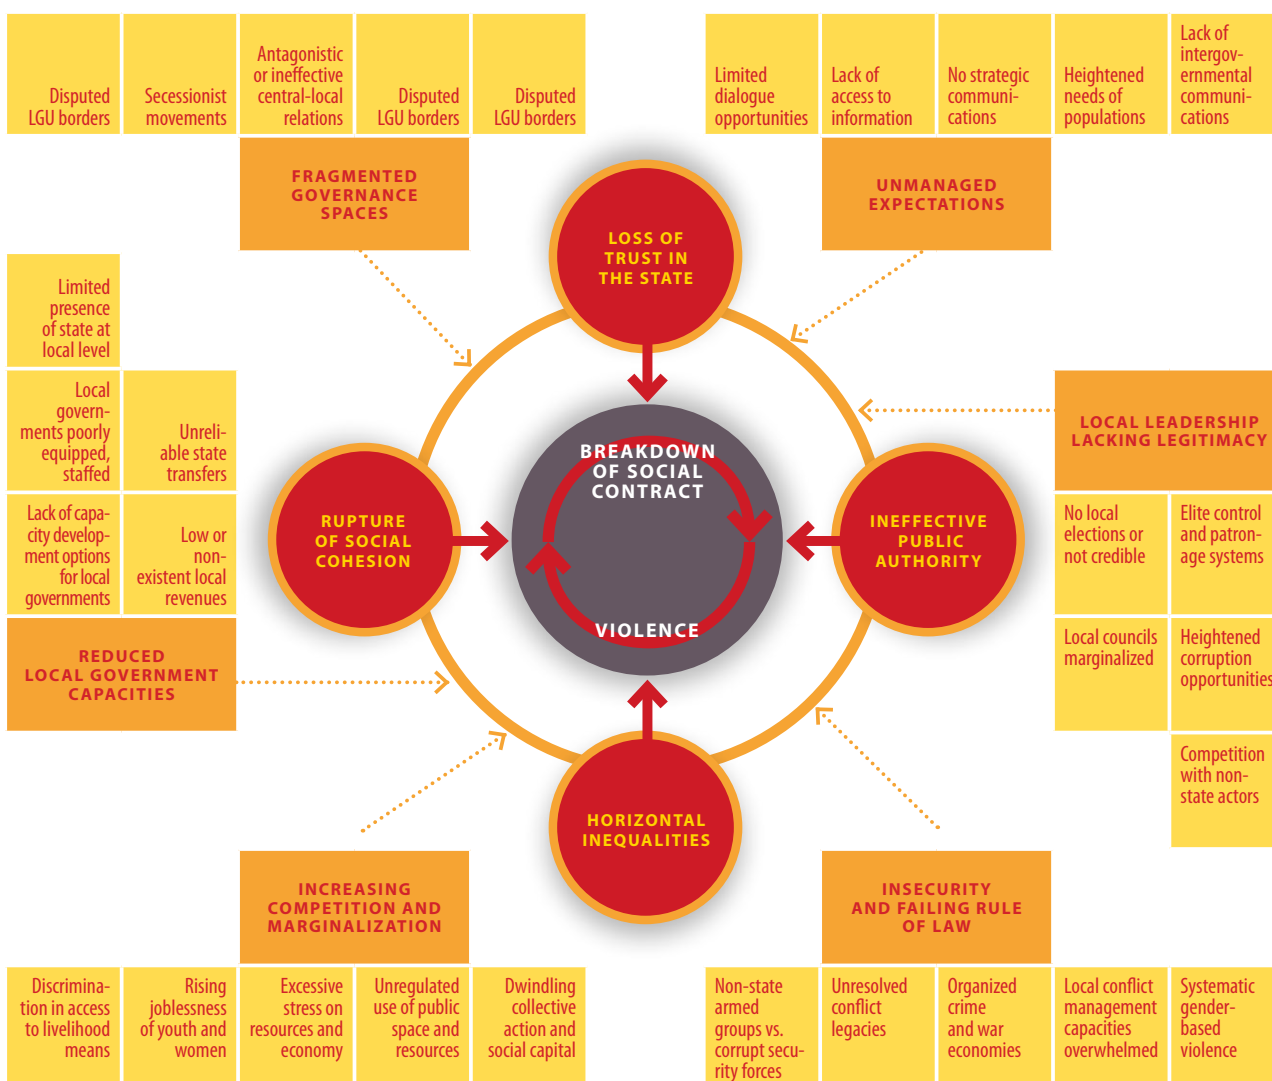 Disputed
LGU borders
Secessionist
movements
Antagonistic
or ineffective
central-local
relations
Disputed
LGU borders
Disputed
LGU borders
Limited
dialogue
opportunities
Lack of
access to
information
No strategic
communi-
cations
Heightened
needs of
populations
Lack of
intergov-
ernmental
communi-
cations
FRAGMENTED
GOVERNANCE
SPACES
UNMANAGED
EXPECTATIONS
LOSS OF
TRUST IN
THE STATE
Limited
presence
of state at
local level
Local
govern-
ments poorly
equipped,
staffed
Unreli-
able state
transfers
Lack of capa-
city develop-
ment options
for local
governments
Low or
non-
existent local
revenues
REDUCED
LOCAL GOVERNMENT
CAPACITIES
RUPTURE
OF SOCIAL
COHESION
BREAKDOWN
OF SOCIAL
CONTRACT
VIOLENCE
INEFFECTIVE
PUBLIC
AUTHORITY
LOCAL LEADERSHIP
LACKING LEGITIMACY
No local
elections or
not credible
Elite control
and patron-
age systems
Local councils
marginalized
Heightened
corruption
opportunities
Competition
with non-
state actors
HORIZONTAL
INEQUALITIES
INCREASING
COMPETITION AND
MARGINALIZATION
INSECURITY
AND FAILING RULE
OF LAW
Discrimina-
tion in access
to livelihood
means
Rising
joblessness
of youth and
women
Excessive
stress on
resources and
economy
Unregulated
use of public
space and
resources
Dwindling
collective
action and
social capital
Non-state
armed
groups vs.
corrupt secu-
rity forces
Unresolved
conflict
legacies
Organized
crime
and war
economies
Local conflict
management
capacities
overwhelmed
Systematic
gender-
based
violence